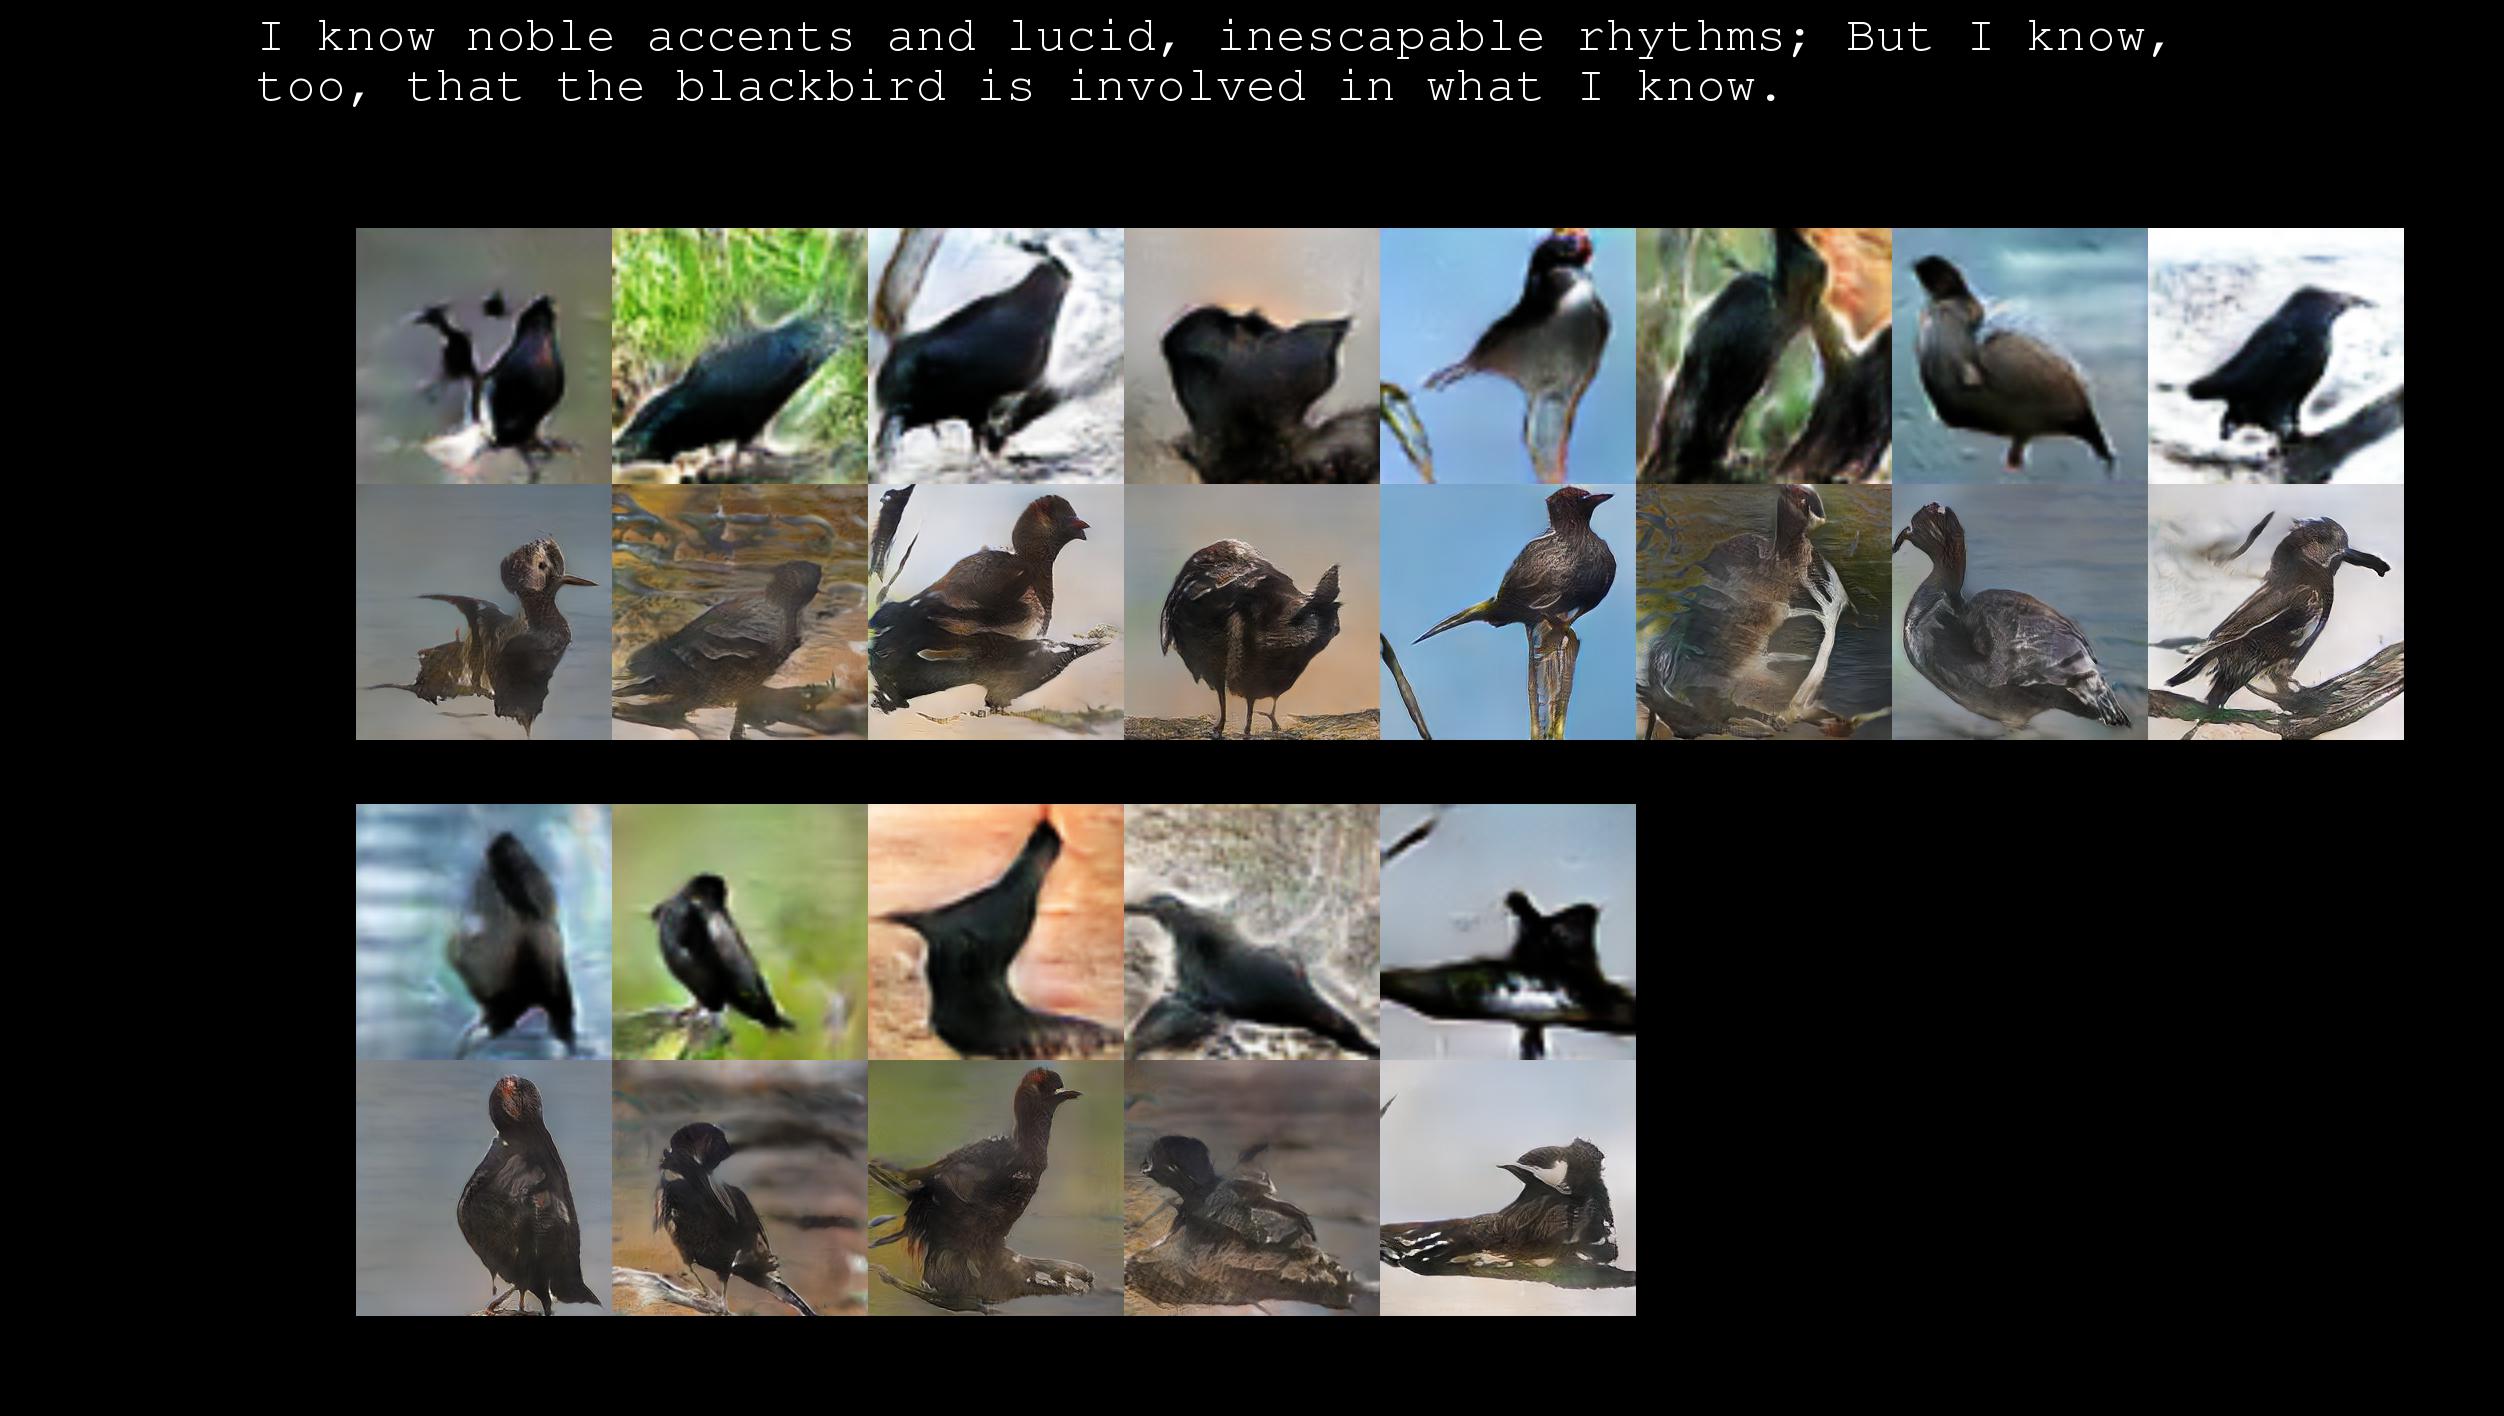 I know noble accents and lucid, inescapable rhythms; But I know,
too, that the blackbird is involved in what I know.